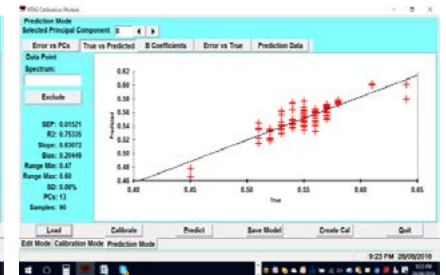 NTAS Calibration Module
Prediction Mode
Selected Principal Component 8
Error vs PCs True vs Predicted B Coefficients Error vs True Prediction Data
Data Point
Spectrum:
Exclude
SEP: 0.01521
R2: 0.75335
Slope: 0.63072
Bias: 0.20449
Range Min: 0.47
Range Max: 0.60
SD: 0.00%
PCs: 13
Samples: 90
Predicted
0.62
0.6
0.58
0.56
0.54
0.52
0.5
0.48
0.46
0.40
0.45
0.50
0.55
0.60
0.65
True
Load Calibrate Predict Save Model Create Cal Quit
Edit Mode Calibration Mode Prediction Mode
9:23 PM 28/09/2016